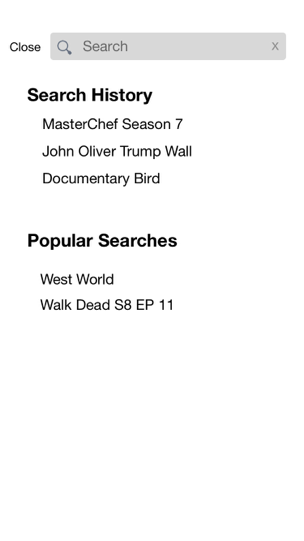 Close Search X
Search History
MasterChef Season 7
John Oliver Trump Wall
Documentary Bird
Popular Searches
West World
Walk Dead S8 EP 11